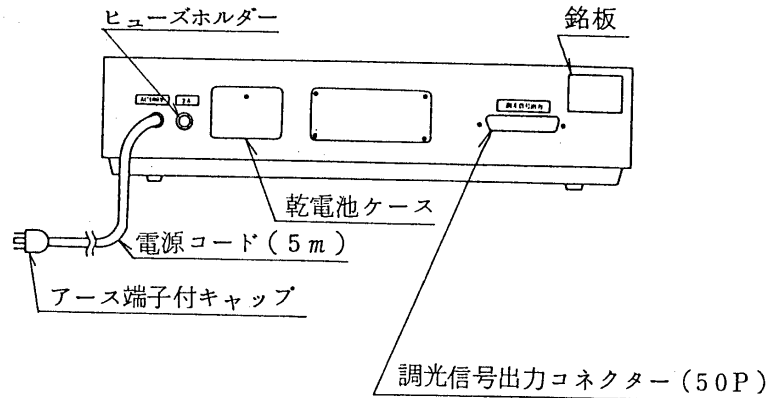 ヒューズホルダー
銘板
乾電池ケース
電源コード(5m)
アース端子付キャップ
調光信号出力コネクター(50P)